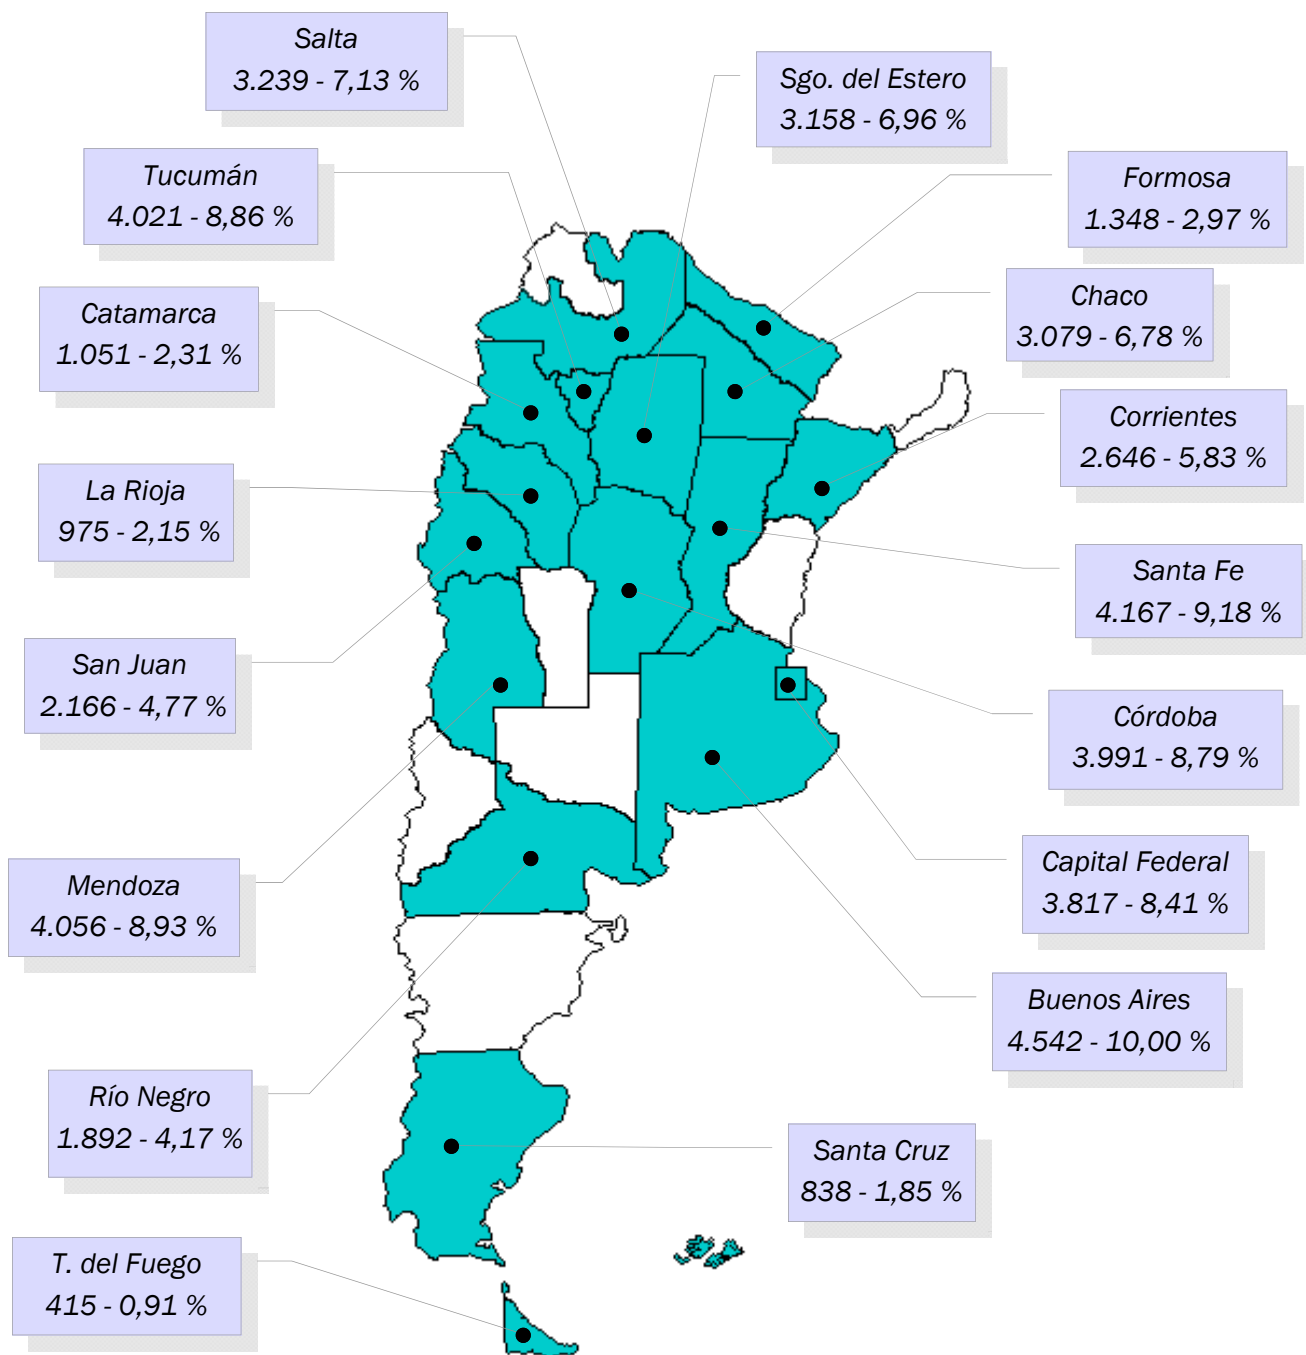 Salta
3.239 - 7,13 %
Sgo. del Estero
3.158 - 6,96 %
Tucumán
4.021 - 8,86 %
Formosa
1.348 - 2,97 %
Catamarca
1.051 - 2,31 %
Chaco
3.079 - 6,78 %
Corrientes
2.646 - 5,83 %
La Rioja
975 - 2,15 %
Santa Fe
4.167 - 9,18 %
San Juan
2.166 - 4,77 %
Córdoba
3.991 - 8,79 %
Capital Federal
3.817 - 8,41 %
Mendoza
4.056 - 8,93 %
Buenos Aires
4.542 - 10,00 %
Río Negro
1.892 - 4,17 %
Santa Cruz
838 - 1,85 %
T. del Fuego
415 - 0,91 %